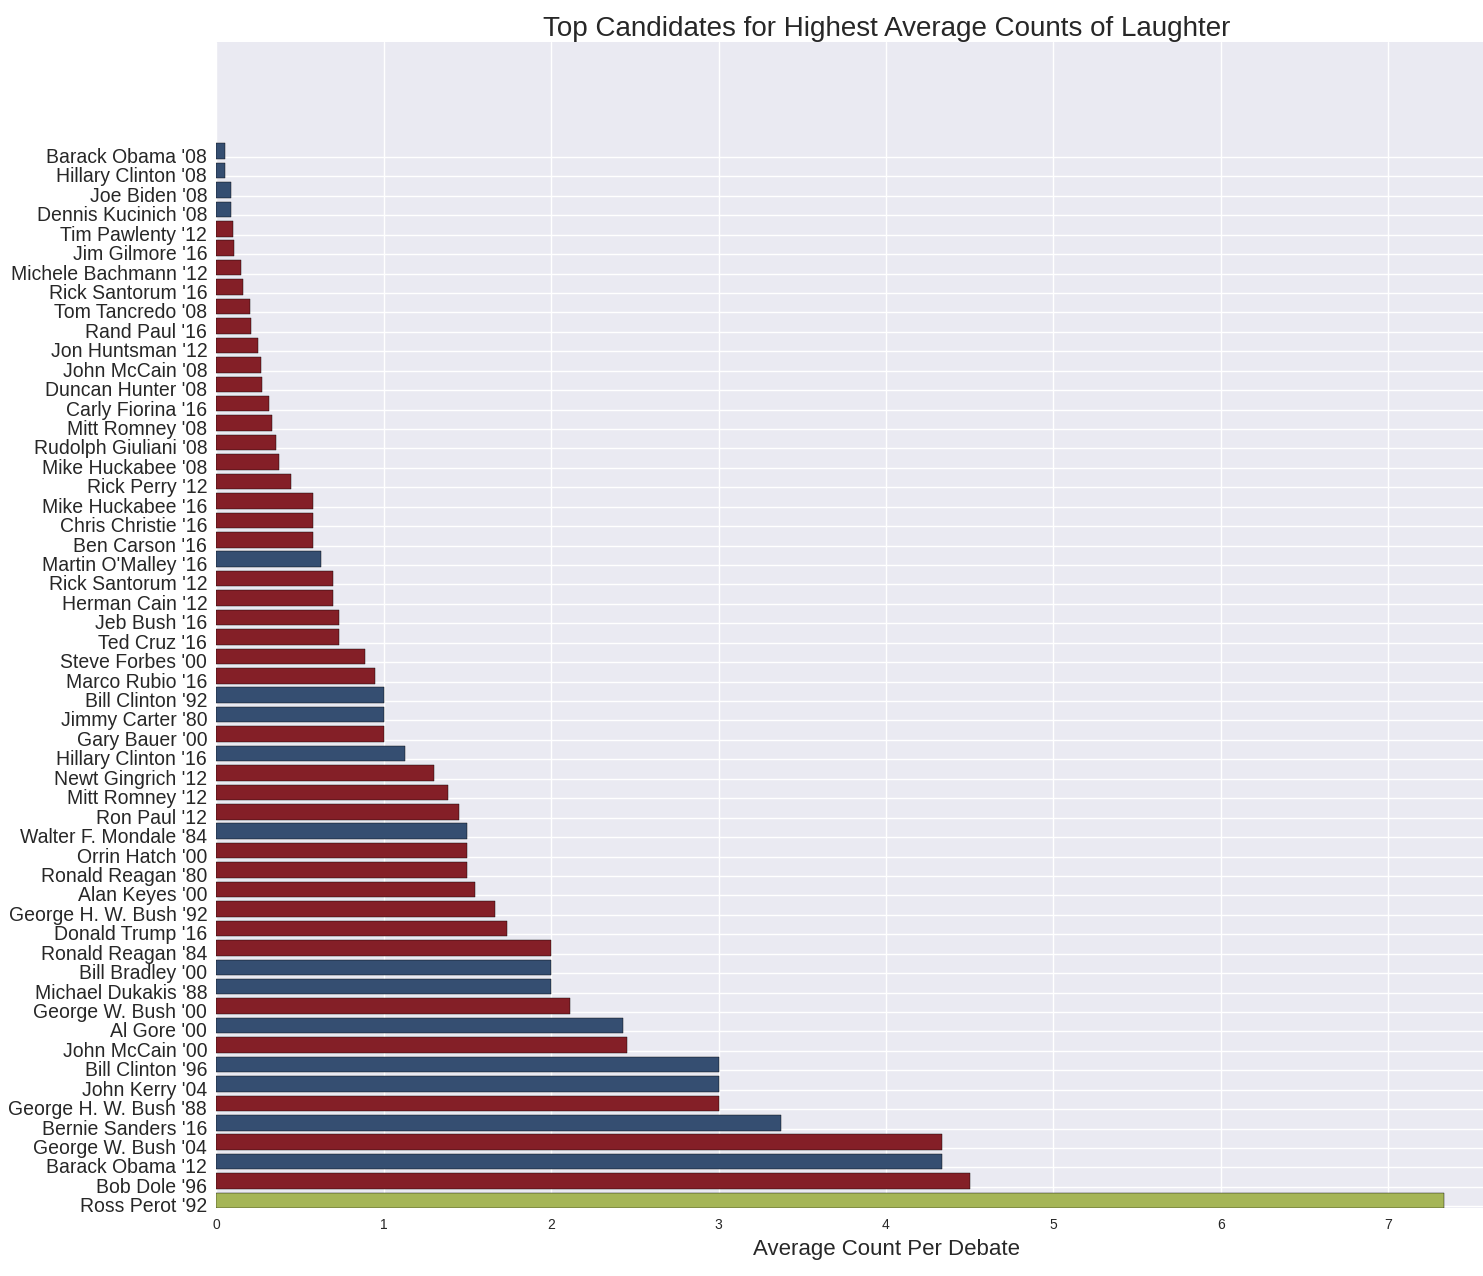 Top Candidates for Highest Average Counts of Laughter
Barack Obama '08
Hillary Clinton '08
Joe Biden '08
Dennis Kucinich '08
Tim Pawlenty '12
Jim Gilmore '16
Michele Bachmann '12
Rick Santorum '16
Tom Tancredo '08
Rand Paul '16
Jon Huntsman '12
John McCain '08
Duncan Hunter '08
Carly Fiorina '16
Mitt Romney '08
Rudolph Giuliani '08
Mike Huckabee '08
Rick Perry '12
Mike Huckabee '16
Chris Christie '16
Ben Carson '16
Martin O'Malley '16
Rick Santorum '12
Herman Cain '12
Jeb Bush '16
Ted Cruz '16
Steve Forbes '00
Marco Rubio '16
Bill Clinton '92
Jimmy Carter '80
Gary Bauer '00
Hillary Clinton '16
Newt Gingrich '12
Mitt Romney '12
Ron Paul '12
Walter F. Mondale '84
Orrin Hatch '00
Ronald Reagan '80
Alan Keyes '00
George H. W. Bush '92
Donald Trump '16
Ronald Reagan '84
Bill Bradley '00
Michael Dukakis '88
George W. Bush '00
Al Gore '00
John McCain '00
Bill Clinton '96
John Kerry '04
George H. W. Bush '88
Bernie Sanders '16
George W. Bush '04
Barack Obama '12
Bob Dole '96
Ross Perot '92
0 1 2 3 4 5 6 7
Average Count Per Debate